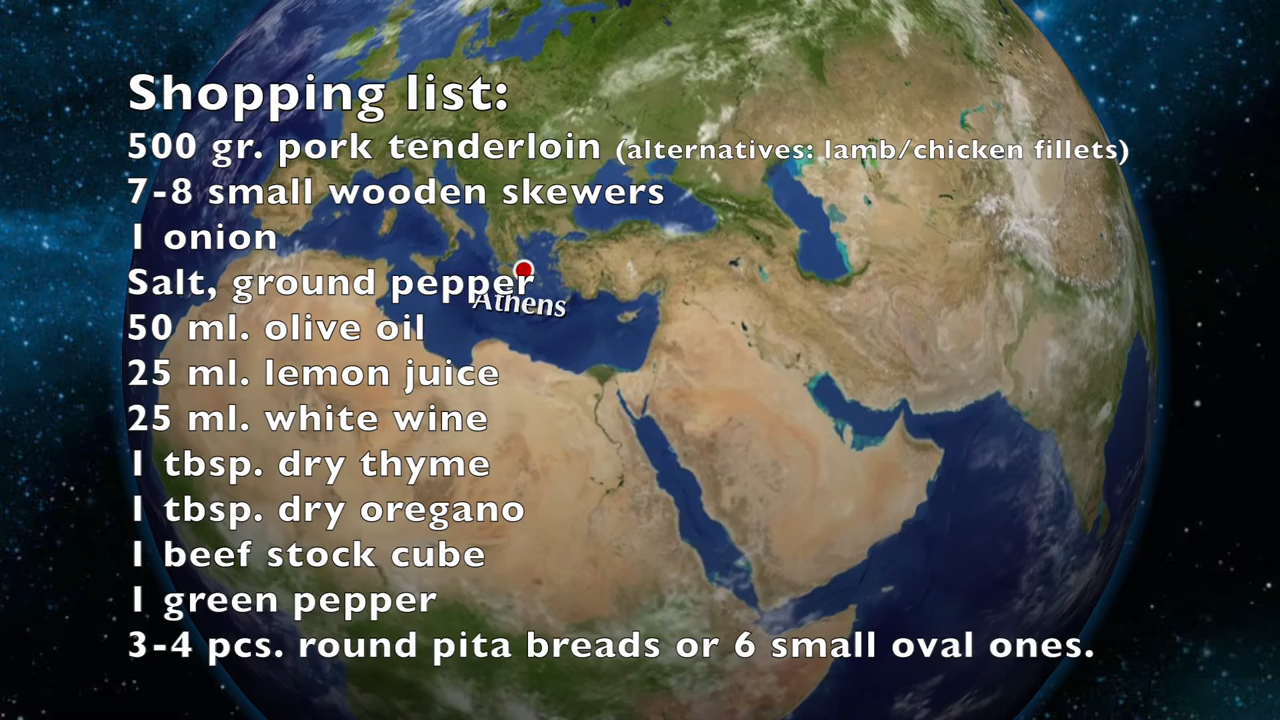 Shopping list:
500 gr. pork tenderloin (alternatives: lamb/chicken fillets)
7-8 small wooden skewers
1 onion
Salt, ground pepper
Athens
50 ml. olive oil
25 ml. lemon juice
25 ml. white wine
1 tbsp. dry thyme
1 tbsp. dry oregano
1 beef stock cube
1 green pepper
3-4 pcs. round pita breads or 6 small oval ones.